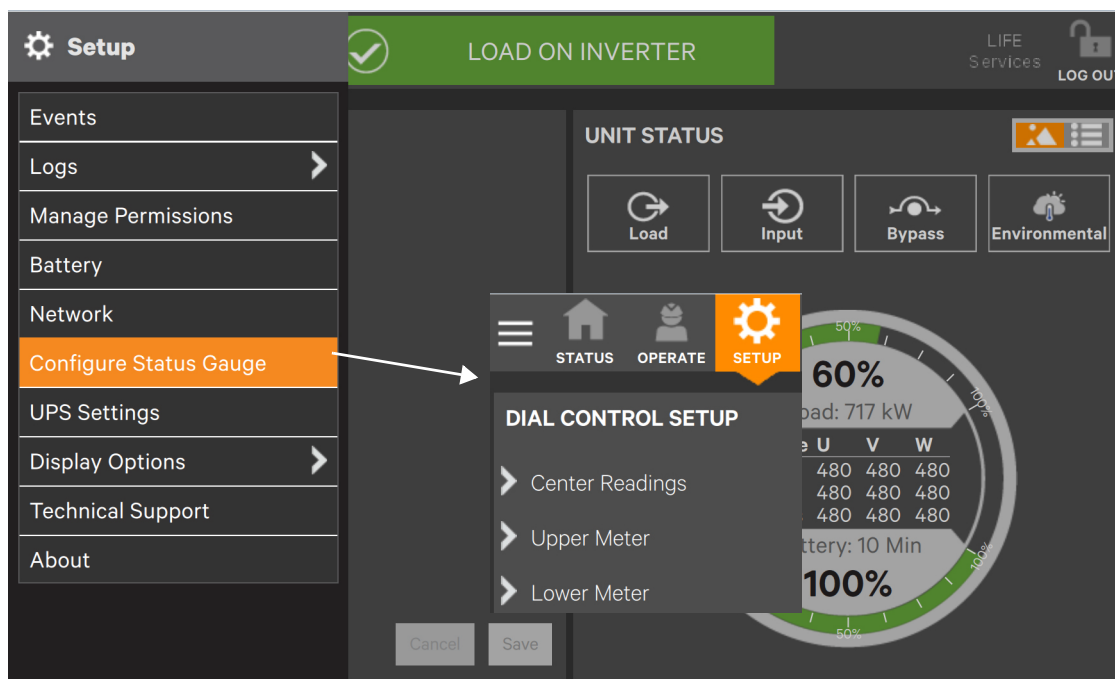 Setup
LOAD ON INVERTER
LIFE
Services
LOG OU
Events
Logs
Manage Permissions
Battery
Network
Configure Status Gauge
UPS Settings
Display Options
Technical Support
About
UNIT STATUS
Load
Input
Bypass
Environmental
STATUS
OPERATE
SETUP
DIAL CONTROL SETUP
Center Readings
Upper Meter
Lower Meter
50%
100%
60%
oad: 717 kW
e U V W
480 480 480
480 480 480
480 480 480
ttery: 10 Min
100%
100%
50%
Cancel
Save